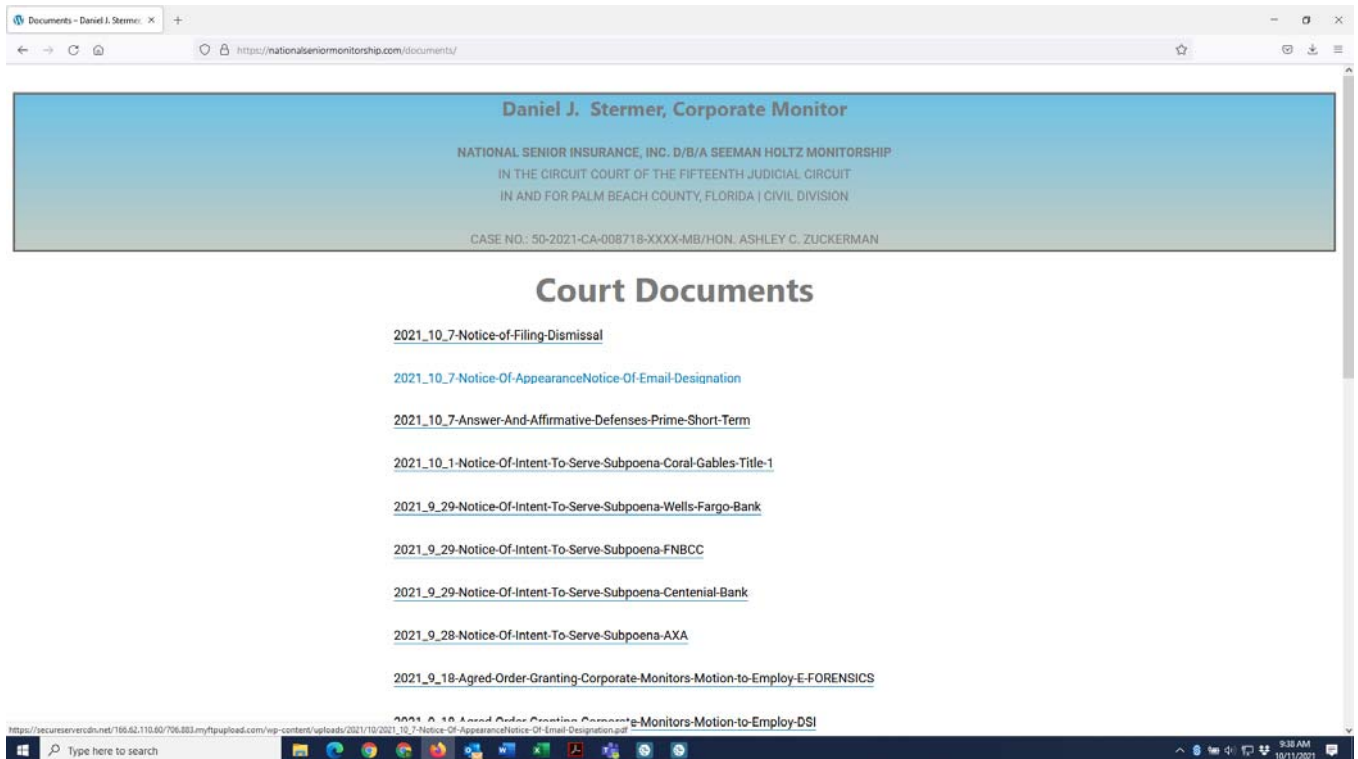 Documents – Daniel J. Stermer,
https://nationalseniormonitorship.com/documents/
Daniel J. Stermer, Corporate Monitor
NATIONAL SENIOR INSURANCE, INC. D/B/A SEEMAN HOLTZ MONITORSHIP
IN THE CIRCUIT COURT OF THE FIFTEENTH JUDICIAL CIRCUIT
IN AND FOR PALM BEACH COUNTY, FLORIDA | CIVIL DIVISION
CASE NO.: 50-2021-CA-008718-XXXX-MB/HON. ASHLEY C. ZUCKERMAN
Court Documents
2021_10_7-Notice-of-Filing-Dismissal
2021_10_7-Notice-Of-AppearanceNotice-Of-Email-Designation
2021_10_7-Answer-And-Affirmative-Defenses-Prime-Short-Term
2021_10_1-Notice-Of-Intent-To-Serve-Subpoena-Coral-Gables-Title-1
2021_9_29-Notice-Of-Intent-To-Serve-Subpoena-Wells-Fargo-Bank
2021_9_29-Notice-Of-Intent-To-Serve-Subpoena-FNBCC
2021_9_29-Notice-Of-Intent-To-Serve-Subpoena-Centenial-Bank
2021_9_28-Notice-Of-Intent-To-Serve-Subpoena-AXA
2021_9_18-Agred-Order-Granting-Corporate-Monitors-Motion-to-Employ-E-FORENSICS
2021_9_18-Agred-Order-Granting-Corporate-Monitors-Motion-to-Employ-DSI
https://secureservercdn.net/166.62.110.60/706.883.myftpupload.com/wp-content/uploads/2021/10/2021_10_7-Notice-Of-AppearanceNotice-Of-Email-Designation.pdf
Type here to search
9:38 AM
10/11/2021